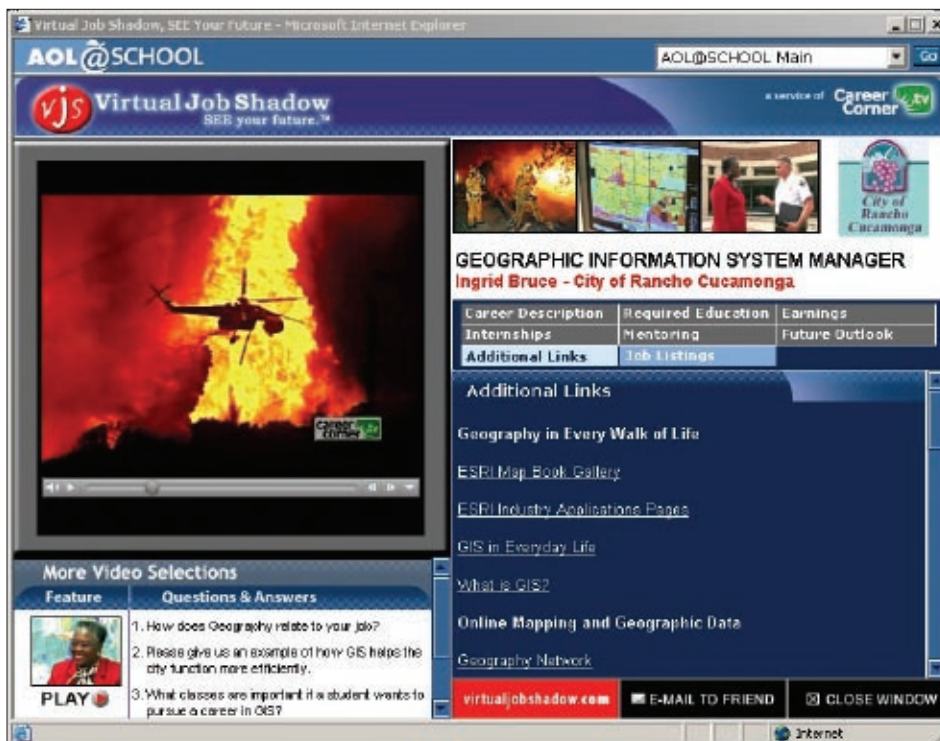 Virtual Job Shadow, SEE Your Future - Microsoft Internet Explorer
AOL@SCHOOL
AOL@SCHOOL Main
Go
vjs
Virtual Job Shadow
SEE your future.™
a service of
Career
Corner
.tv
City of
Rancho
Cucamonga
GEOGRAPHIC INFORMATION SYSTEM MANAGER
Ingrid Bruce - City of Rancho Cucamonga
Career Description
Required Education
Earnings
Internships
Mentoring
Future Outlook
Additional Links
Job Listings
career
corner
tv
Additional Links
Geography in Every Walk of Life
ESRI Map Book Gallery
ESRI Industry Applications Pages
GIS in Everyday Life
What is GIS?
Online Mapping and Geographic Data
Geography Network
More Video Selections
Feature
Questions & Answers
1. How does Geography relate to your job?
2. Please give us an example of how GIS helps the
city function more efficiently.
3. What classes are important if a student wants to
pursue a career in GIS?
PLAY
virtualjobshadow.com
E-MAIL TO FRIEND
CLOSE WINDOW
Internet